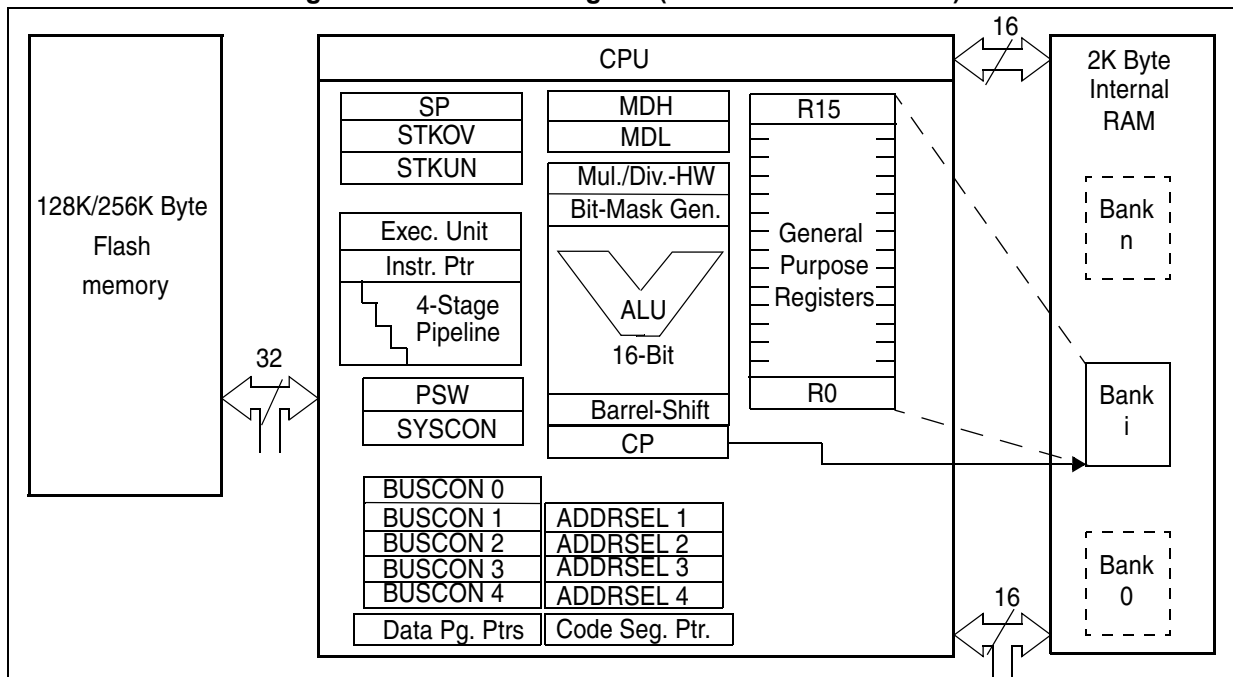 CPU
16
2K Byte
Internal
RAM
SP
STKOV
STKUN
MDH
MDL
R15
Mul./Div.-HW
Bit-Mask Gen.
128K/256K Byte
Flash
memory
Bank
n
Exec. Unit
Instr. Ptr
4-Stage
Pipeline
ALU
16-Bit
General
Purpose
Registers
32
PSW
SYSCON
Barrel-Shift
CP
R0
Bank
i
BUSCON 0
BUSCON 1
BUSCON 2
BUSCON 3
BUSCON 4
ADDRSEL 1
ADDRSEL 2
ADDRSEL 3
ADDRSEL 4
Data Pg. Ptrs
Code Seg. Ptr.
Bank
0
16